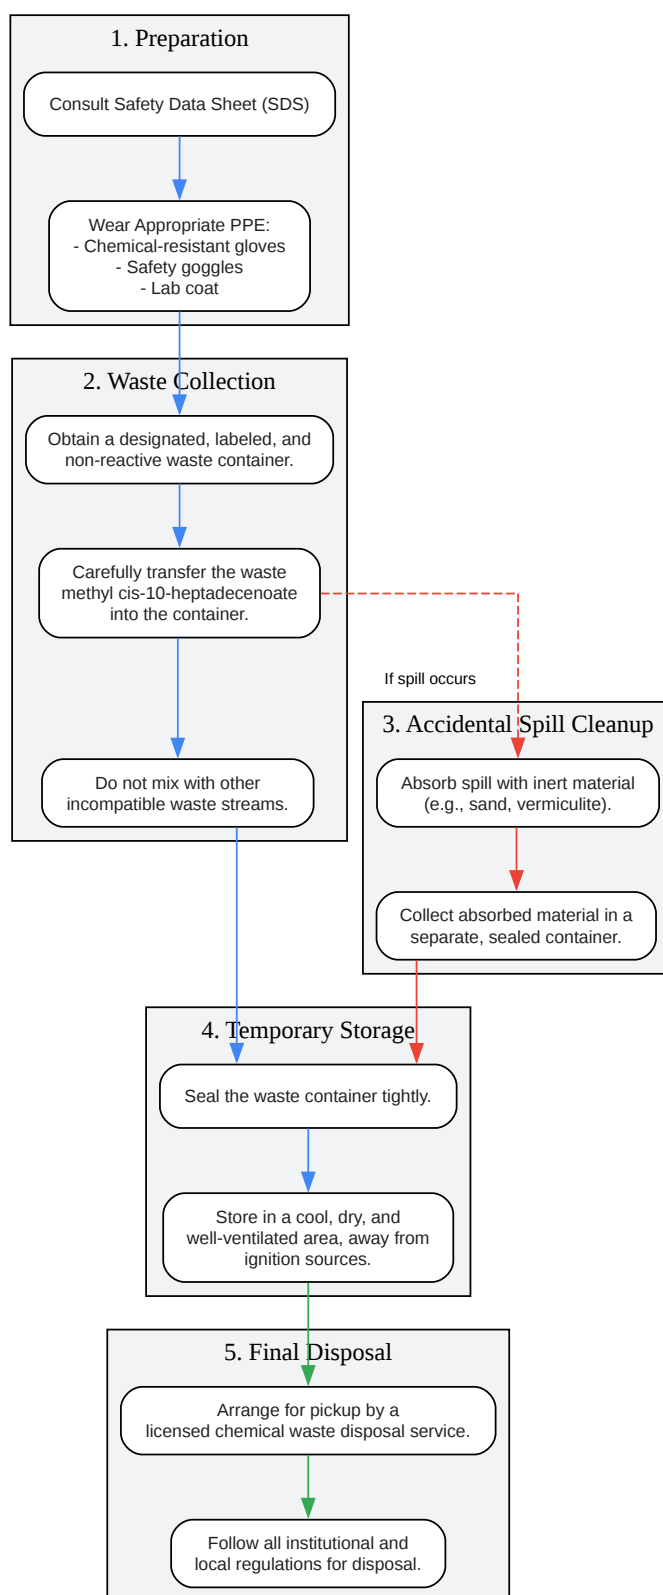 1. Preparation
Consult Safety Data Sheet (SDS)
Wear Appropriate PPE:
- Chemical-resistant gloves
- Safety goggles
- Lab coat
2. Waste Collection
Obtain a designated, labeled, and
non-reactive waste container.
Carefully transfer the waste
methyl cis-10-heptadecenoate
into the container.
If spill occurs
3. Accidental Spill Cleanup
Do not mix with other
incompatible waste streams.
Absorb spill with inert material
(e.g., sand, vermiculite).
Collect absorbed material in a
separate, sealed container.
4. Temporary Storage
Seal the waste container tightly.
Store in a cool, dry, and
well-ventilated area, away from
ignition sources.
5. Final Disposal
Arrange for pickup by a
licensed chemical waste disposal service.
Follow all institutional and
local regulations for disposal.